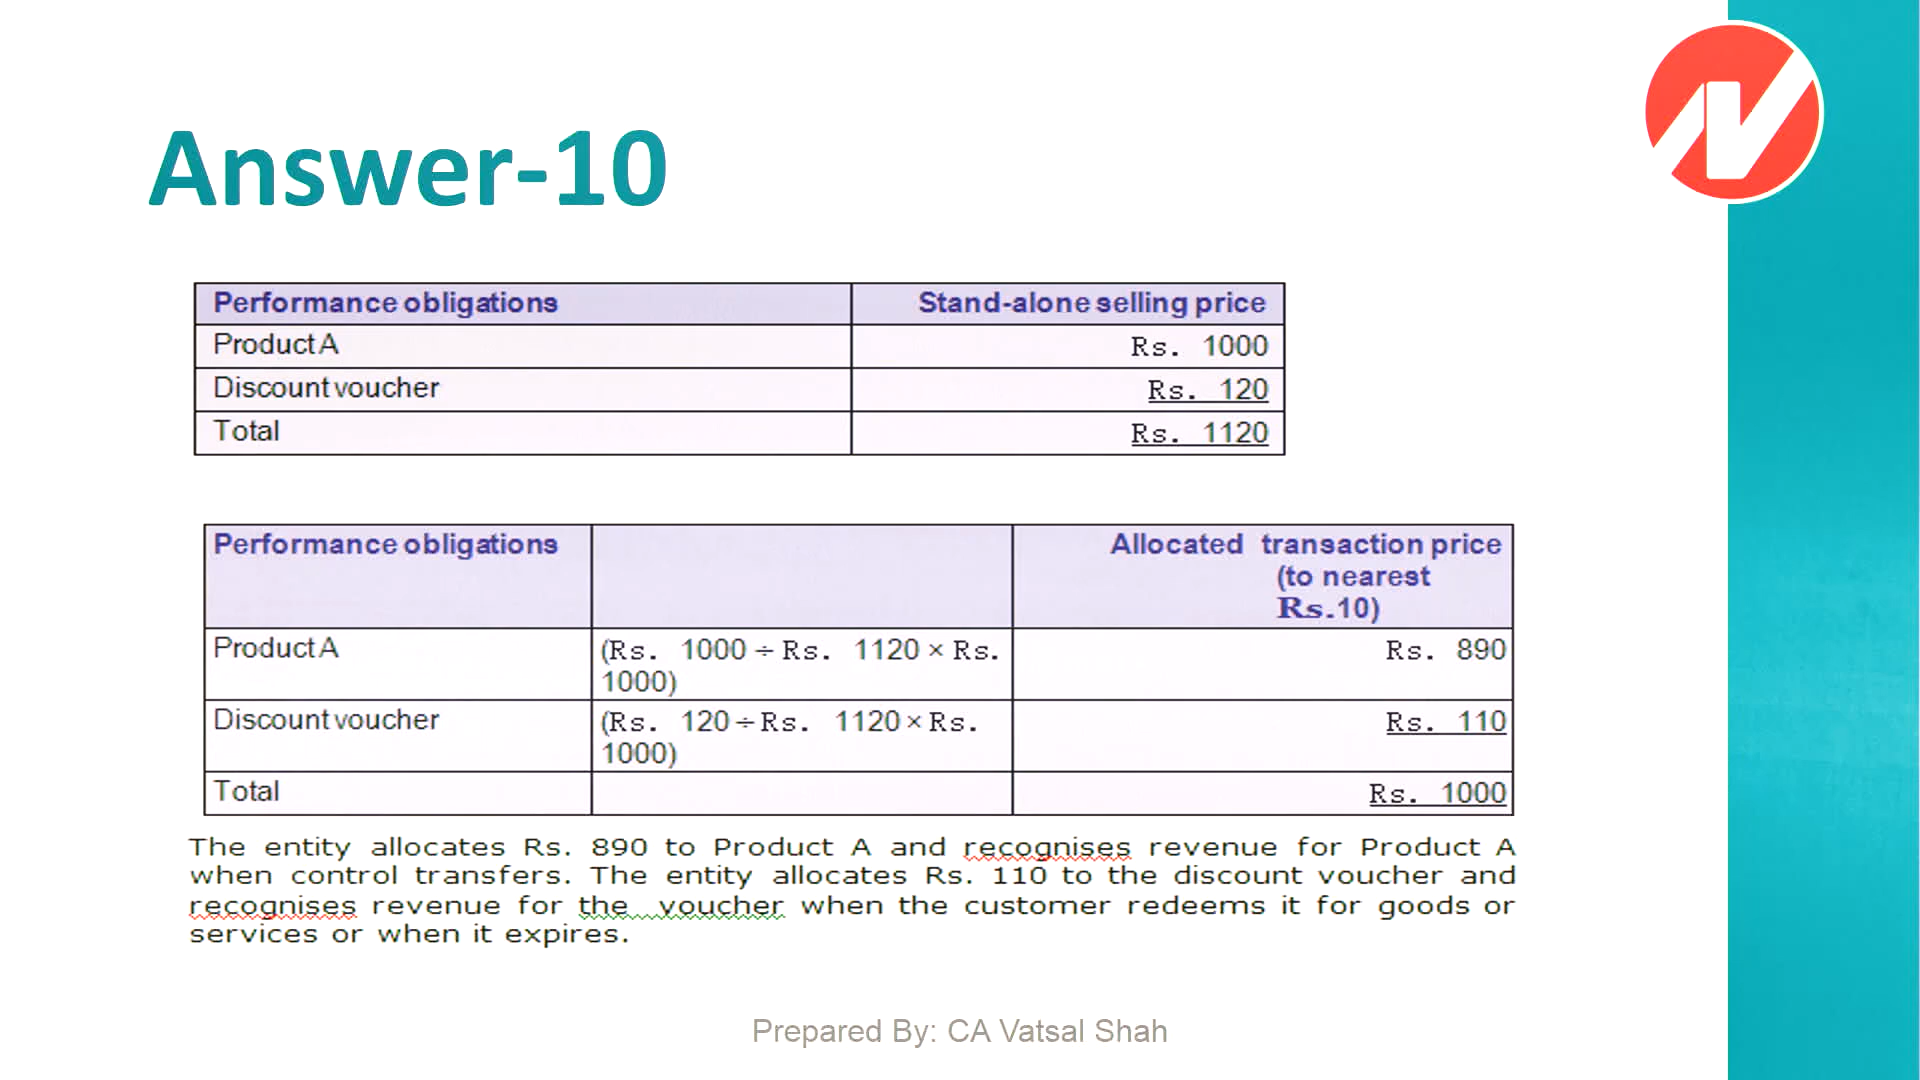 Answer-10
Performance obligations Stand-alone selling price
Product A Rs. 1000
Discount voucher Rs. 120
Total Rs. 1120
Performance obligations Allocated transaction price
(to nearest
Rs.10)
Product A (Rs. 1000 ÷ Rs. 1120 × Rs. Rs. 890
1000)
Discount voucher (Rs. 120 ÷ Rs. 1120 × Rs. Rs. 110
1000)
Total Rs. 1000
The entity allocates Rs. 890 to Product A and recognises revenue for Product A
when control transfers. The entity allocates Rs. 110 to the discount voucher and
recognises revenue for the voucher when the customer redeems it for goods or
services or when it expires.
Prepared By: CA Vatsal Shah